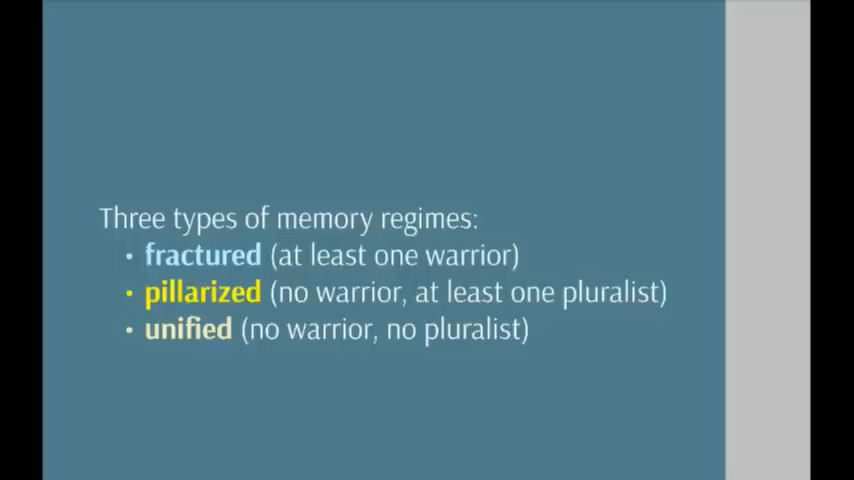 Three types of memory regimes:
• fractured (at least one warrior)
• pillarized (no warrior, at least one pluralist)
• unified (no warrior, no pluralist)